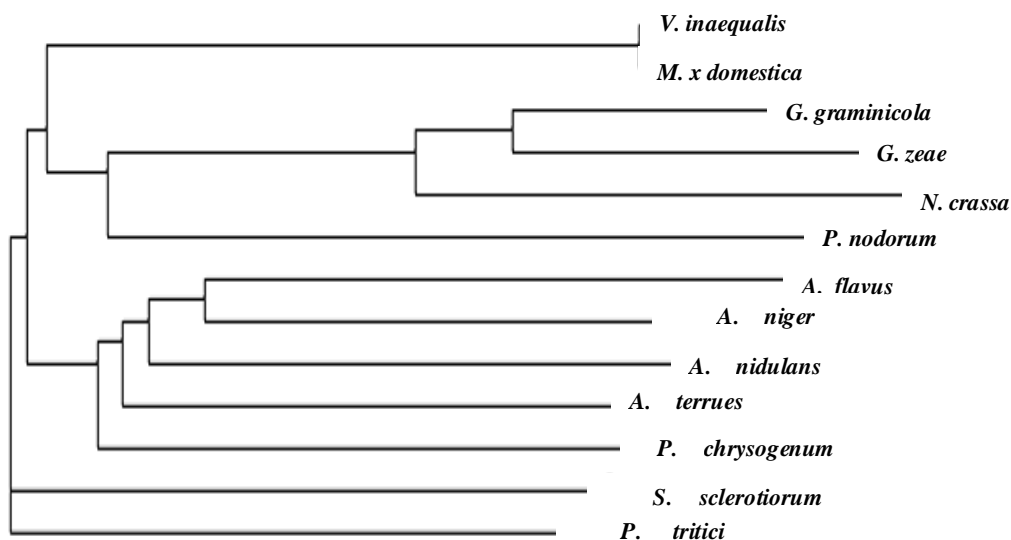 V. inaequalis
M. x domestica
G. graminicola
G. zeae
N. crassa
P. nodorum
A. flavus
A. niger
A. nidulans
A. terrues
P. chrysogenum
S. sclerotiorum
P. tritici